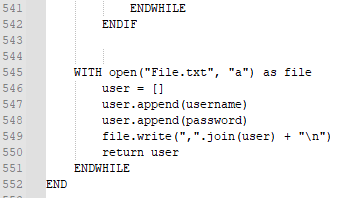 541 ENDWHILE
542 ENDIF
543
544
545 WITH open("File.txt", "a") as file
546 user = []
547 user.append(username)
548 user.append(password)
549 file.write(",".join(user) + "\n")
550 return user
551 ENDWHILE
552 END